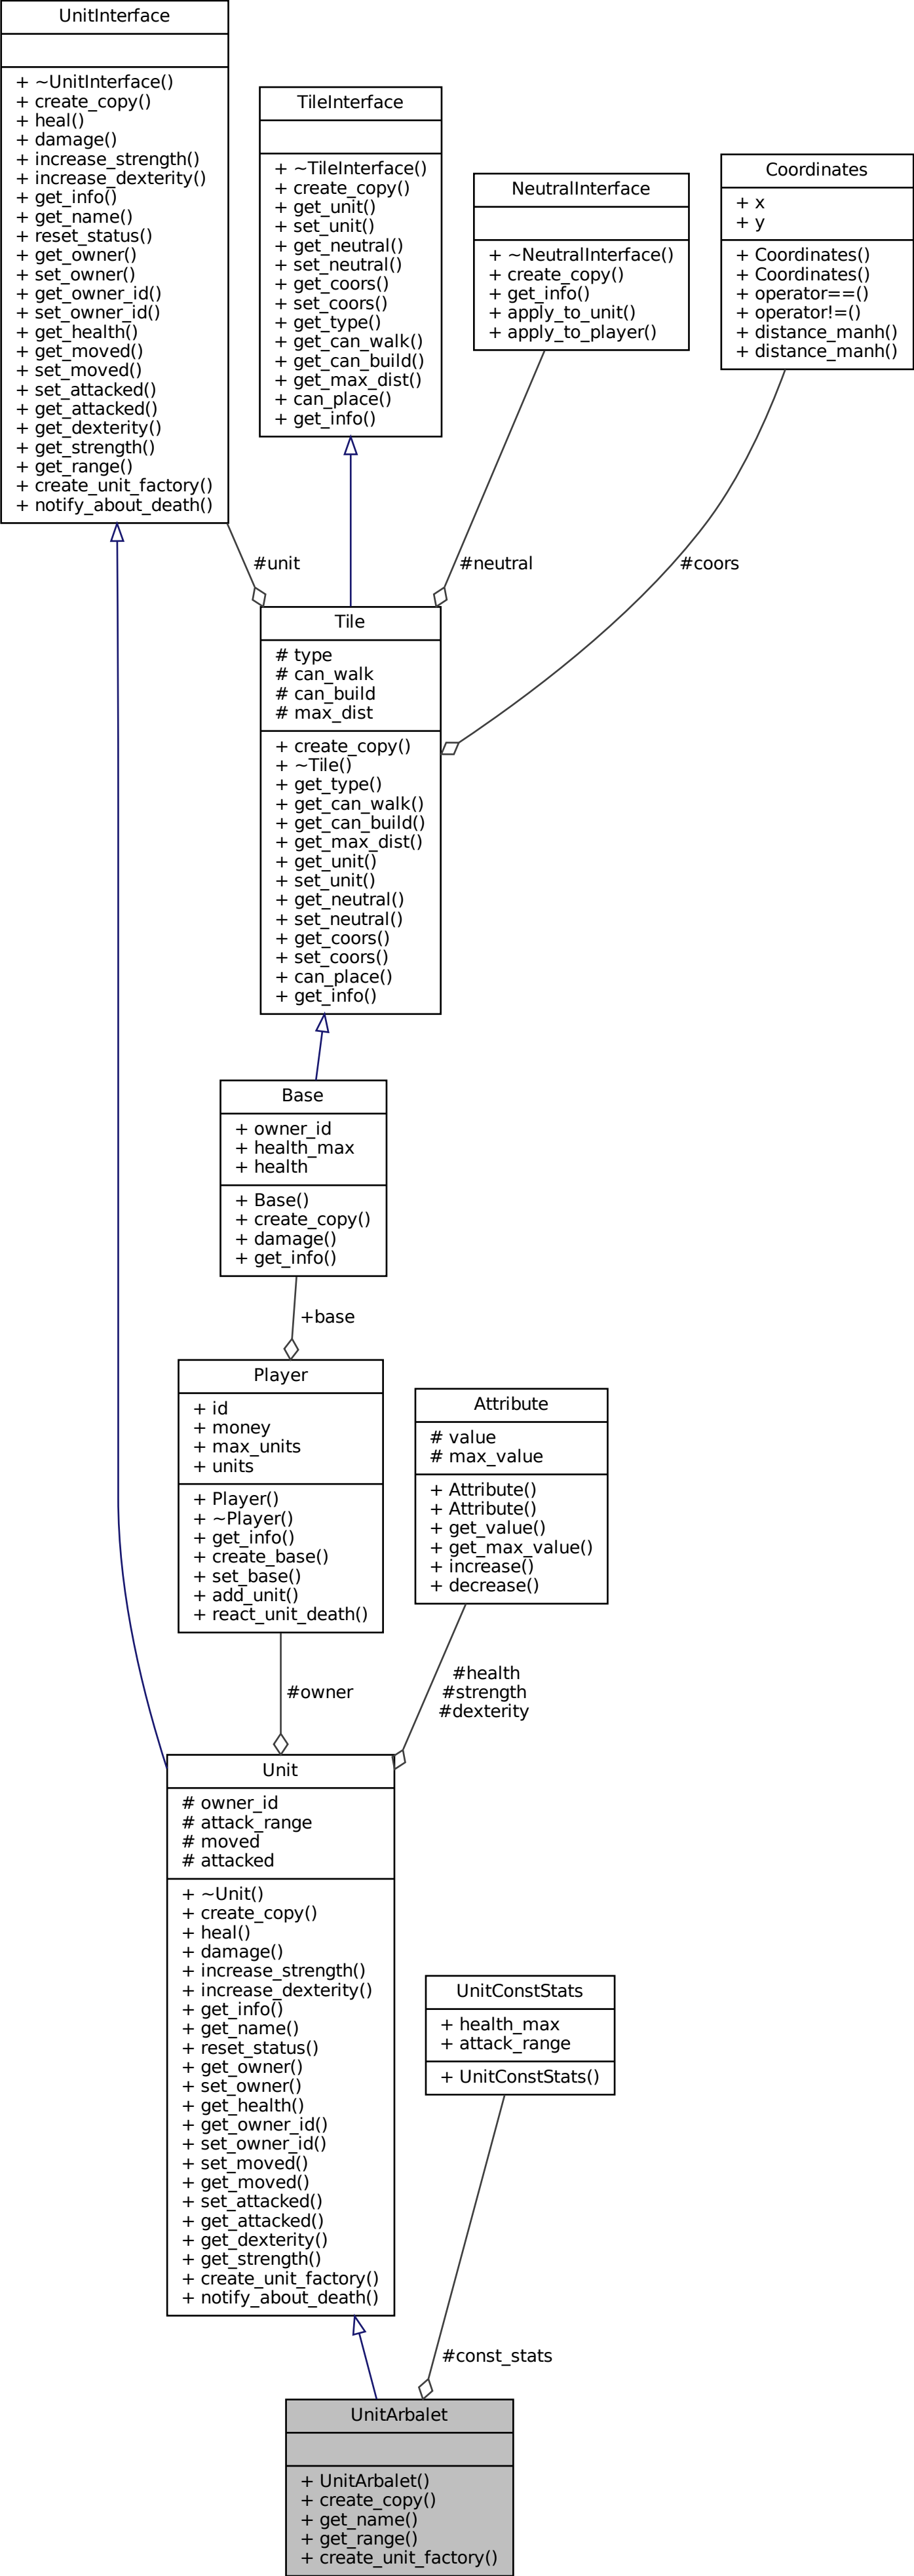 UnitInterface
+ ~UnitInterface()
+ create_copy()
+ heal()
+ damage()
+ increase_strength()
+ increase_dexterity()
+ get_info()
+ get_name()
+ reset_status()
+ get_owner()
+ set_owner()
+ get_owner_id()
+ set_owner_id()
+ get_health()
+ get_moved()
+ set_moved()
+ set_attacked()
+ get_attacked()
+ get_dexterity()
+ get_strength()
+ get_range()
+ create_unit_factory()
+ notify_about_death()
TileInterface
+ ~TileInterface()
+ create_copy()
+ get_unit()
+ set_unit()
+ get_neutral()
+ set_neutral()
+ get_coors()
+ set_coors()
+ get_type()
+ get_can_walk()
+ get_can_build()
+ get_max_dist()
+ can_place()
+ get_info()
NeutralInterface
+ ~NeutralInterface()
+ create_copy()
+ get_info()
+ apply_to_unit()
+ apply_to_player()
Coordinates
+ x
+ y
+ Coordinates()
+ Coordinates()
+ operator==()
+ operator!=()
+ distance_manh()
+ distance_manh()
#unit
#neutral
#coors
Tile
# type
# can_walk
# can_build
# max_dist
+ create_copy()
+ ~Tile()
+ get_type()
+ get_can_walk()
+ get_can_build()
+ get_max_dist()
+ get_unit()
+ set_unit()
+ get_neutral()
+ set_neutral()
+ get_coors()
+ set_coors()
+ can_place()
+ get_info()
Base
+ owner_id
+ health_max
+ health
+ Base()
+ create_copy()
+ damage()
+ get_info()
+base
Player
+ id
+ money
+ max_units
+ units
+ Player()
+ ~Player()
+ get_info()
+ create_base()
+ set_base()
+ add_unit()
+ react_unit_death()
Attribute
# value
# max_value
+ Attribute()
+ Attribute()
+ get_value()
+ get_max_value()
+ increase()
+ decrease()
#owner
#health
#strength
#dexterity
Unit
# owner_id
# attack_range
# moved
# attacked
+ ~Unit()
+ create_copy()
+ heal()
+ damage()
+ increase_strength()
+ increase_dexterity()
+ get_info()
+ get_name()
+ reset_status()
+ get_owner()
+ set_owner()
+ get_health()
+ get_owner_id()
+ set_owner_id()
+ set_moved()
+ get_moved()
+ set_attacked()
+ get_attacked()
+ get_dexterity()
+ get_strength()
+ create_unit_factory()
+ notify_about_death()
UnitConstStats
+ health_max
+ attack_range
+ UnitConstStats()
#const_stats
UnitArbalet
+ UnitArbalet()
+ create_copy()
+ get_name()
+ get_range()
+ create_unit_factory()